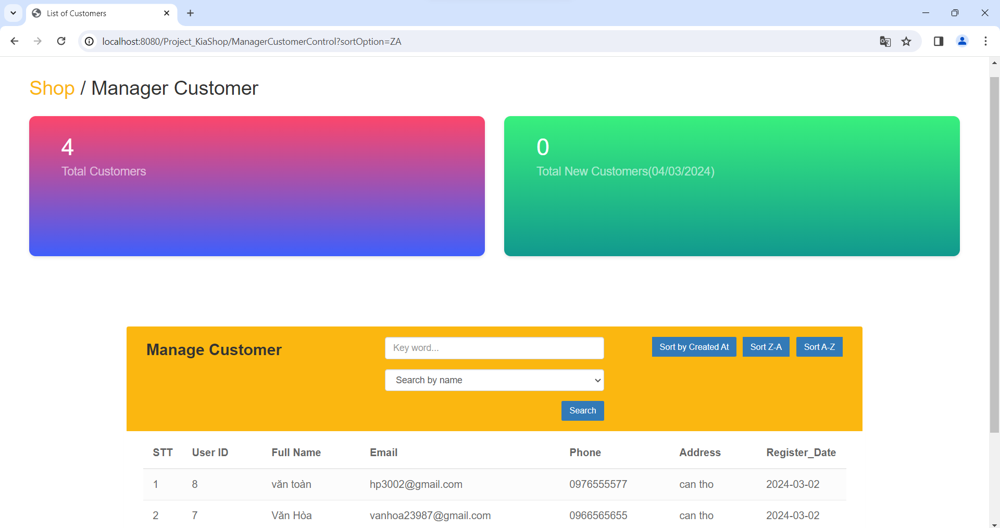 List of Customers
localhost:8080/Project_KiaShop/ManagerCustomerControl?sortOption=ZA
Shop / Manager Customer
4
Total Customers
0
Total New Customers(04/03/2024)
Manage Customer
Key word...
Sort by Created At
Sort Z-A
Sort A-Z
Search by name
Search
STT User ID Full Name Email Phone Address Register_Date
1 8 văn toàn hp3002@gmail.com 0976555577 can tho 2024-03-02
2 7 Văn Hòa vanhoa23987@gmail.com 0966565655 can tho 2024-03-02